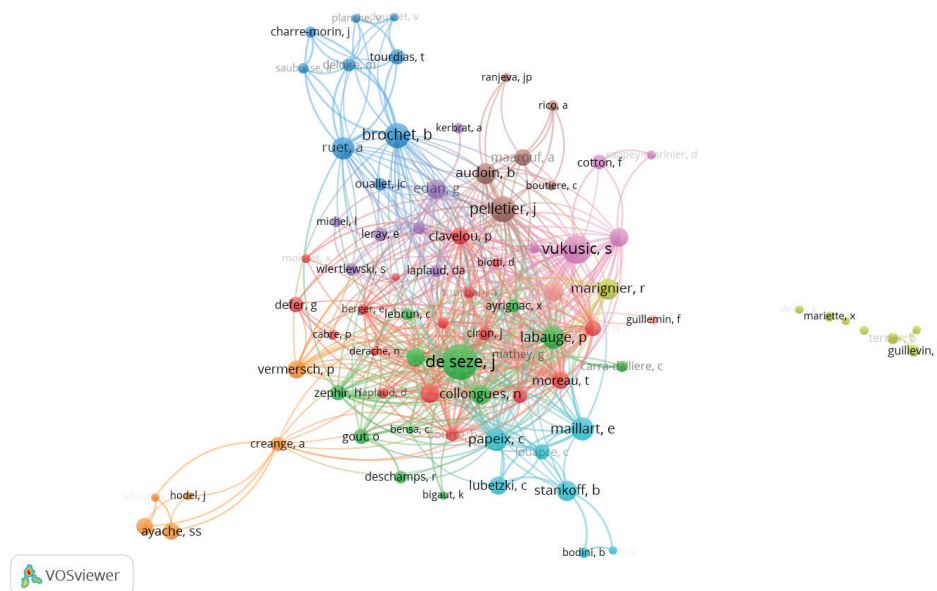 charre-morin, j
tourdias, t
ranjeva, jp
rico, a
brochet, b
kerbrat, a
ruet, a
maarouf, a
cotton, f
audoin, b
ouallet, jc
edan, g
boutiere, c
pelletier, j
michel, l
leray, e
clavelou, p
vukusic, s
biotti, d
wiertlewski, s
laplaud, da
marignier, r
defer, g
berger, e
lebrun, c
ayrignac, x
guillemin, f
mariette, x
cabre, p
ciron, j
labauge, p
derache, n
mathey, g
guillevin,
de seze, j
carra-dalliere, c
vermersch, p
zephir, h
laplaud, d
collongues, n
moreau, t
bensa, c
maillart, e
gout, o
papeix, c
creange, a
louapre, c
deschamps, r
lubetzki, c
stankoff, b
hodel, j
bigaut, k
ayache, ss
bodini, b
VOSviewer